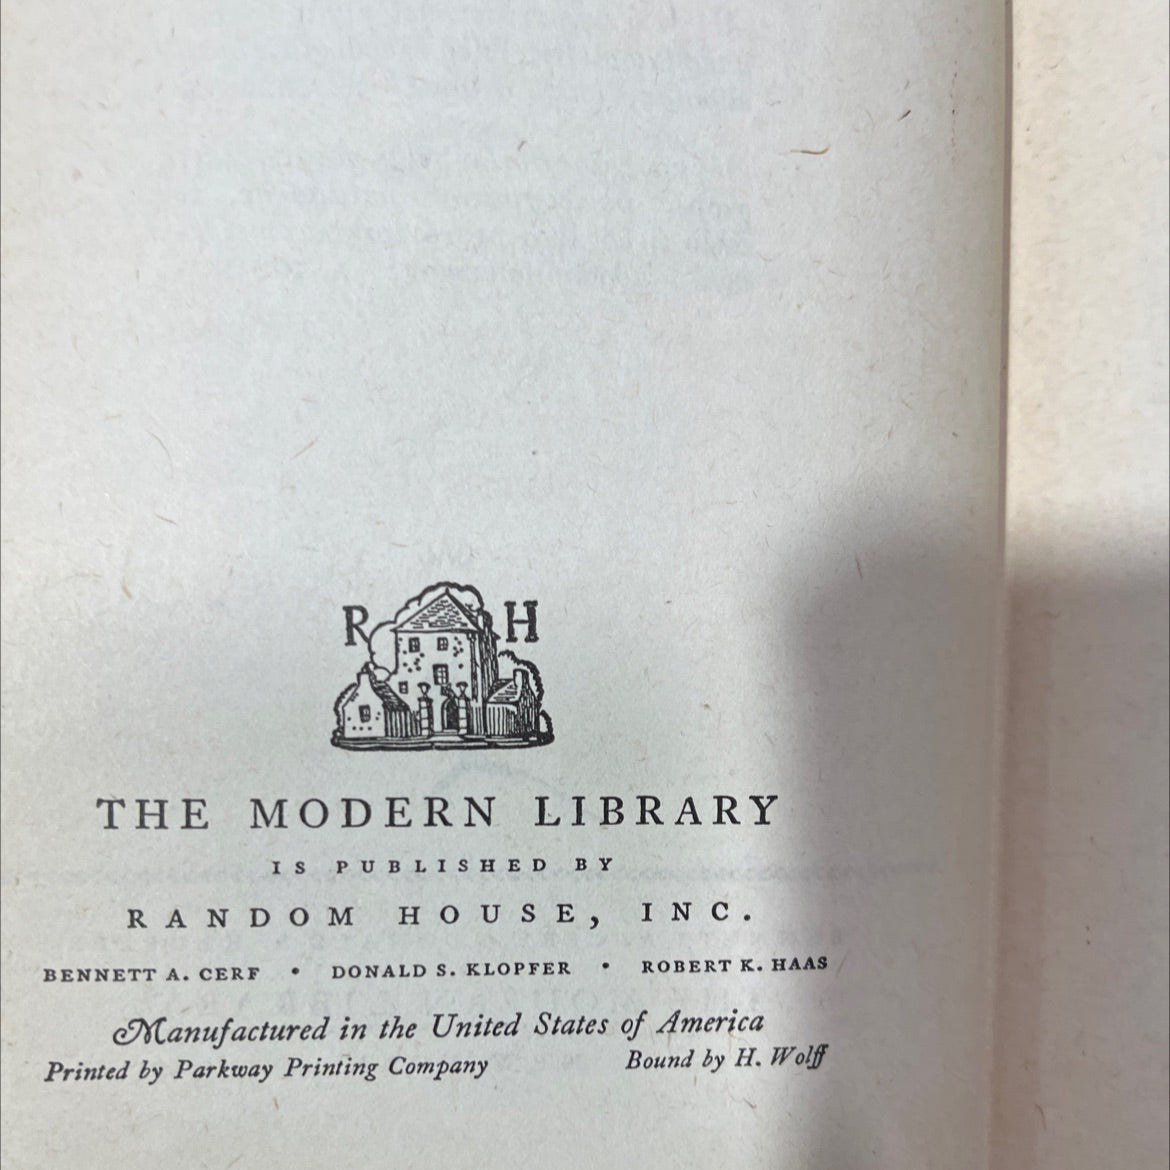 R H
THE MODERN LIBRARY
IS PUBLISHED BY
RANDOM HOUSE, INC.
BENNETT A. CERF • DONALD S. KLOPFER • ROBERT K. HAAS
Manufactured in the United States of America
Printed by Parkway Printing Company Bound by H. Wolff